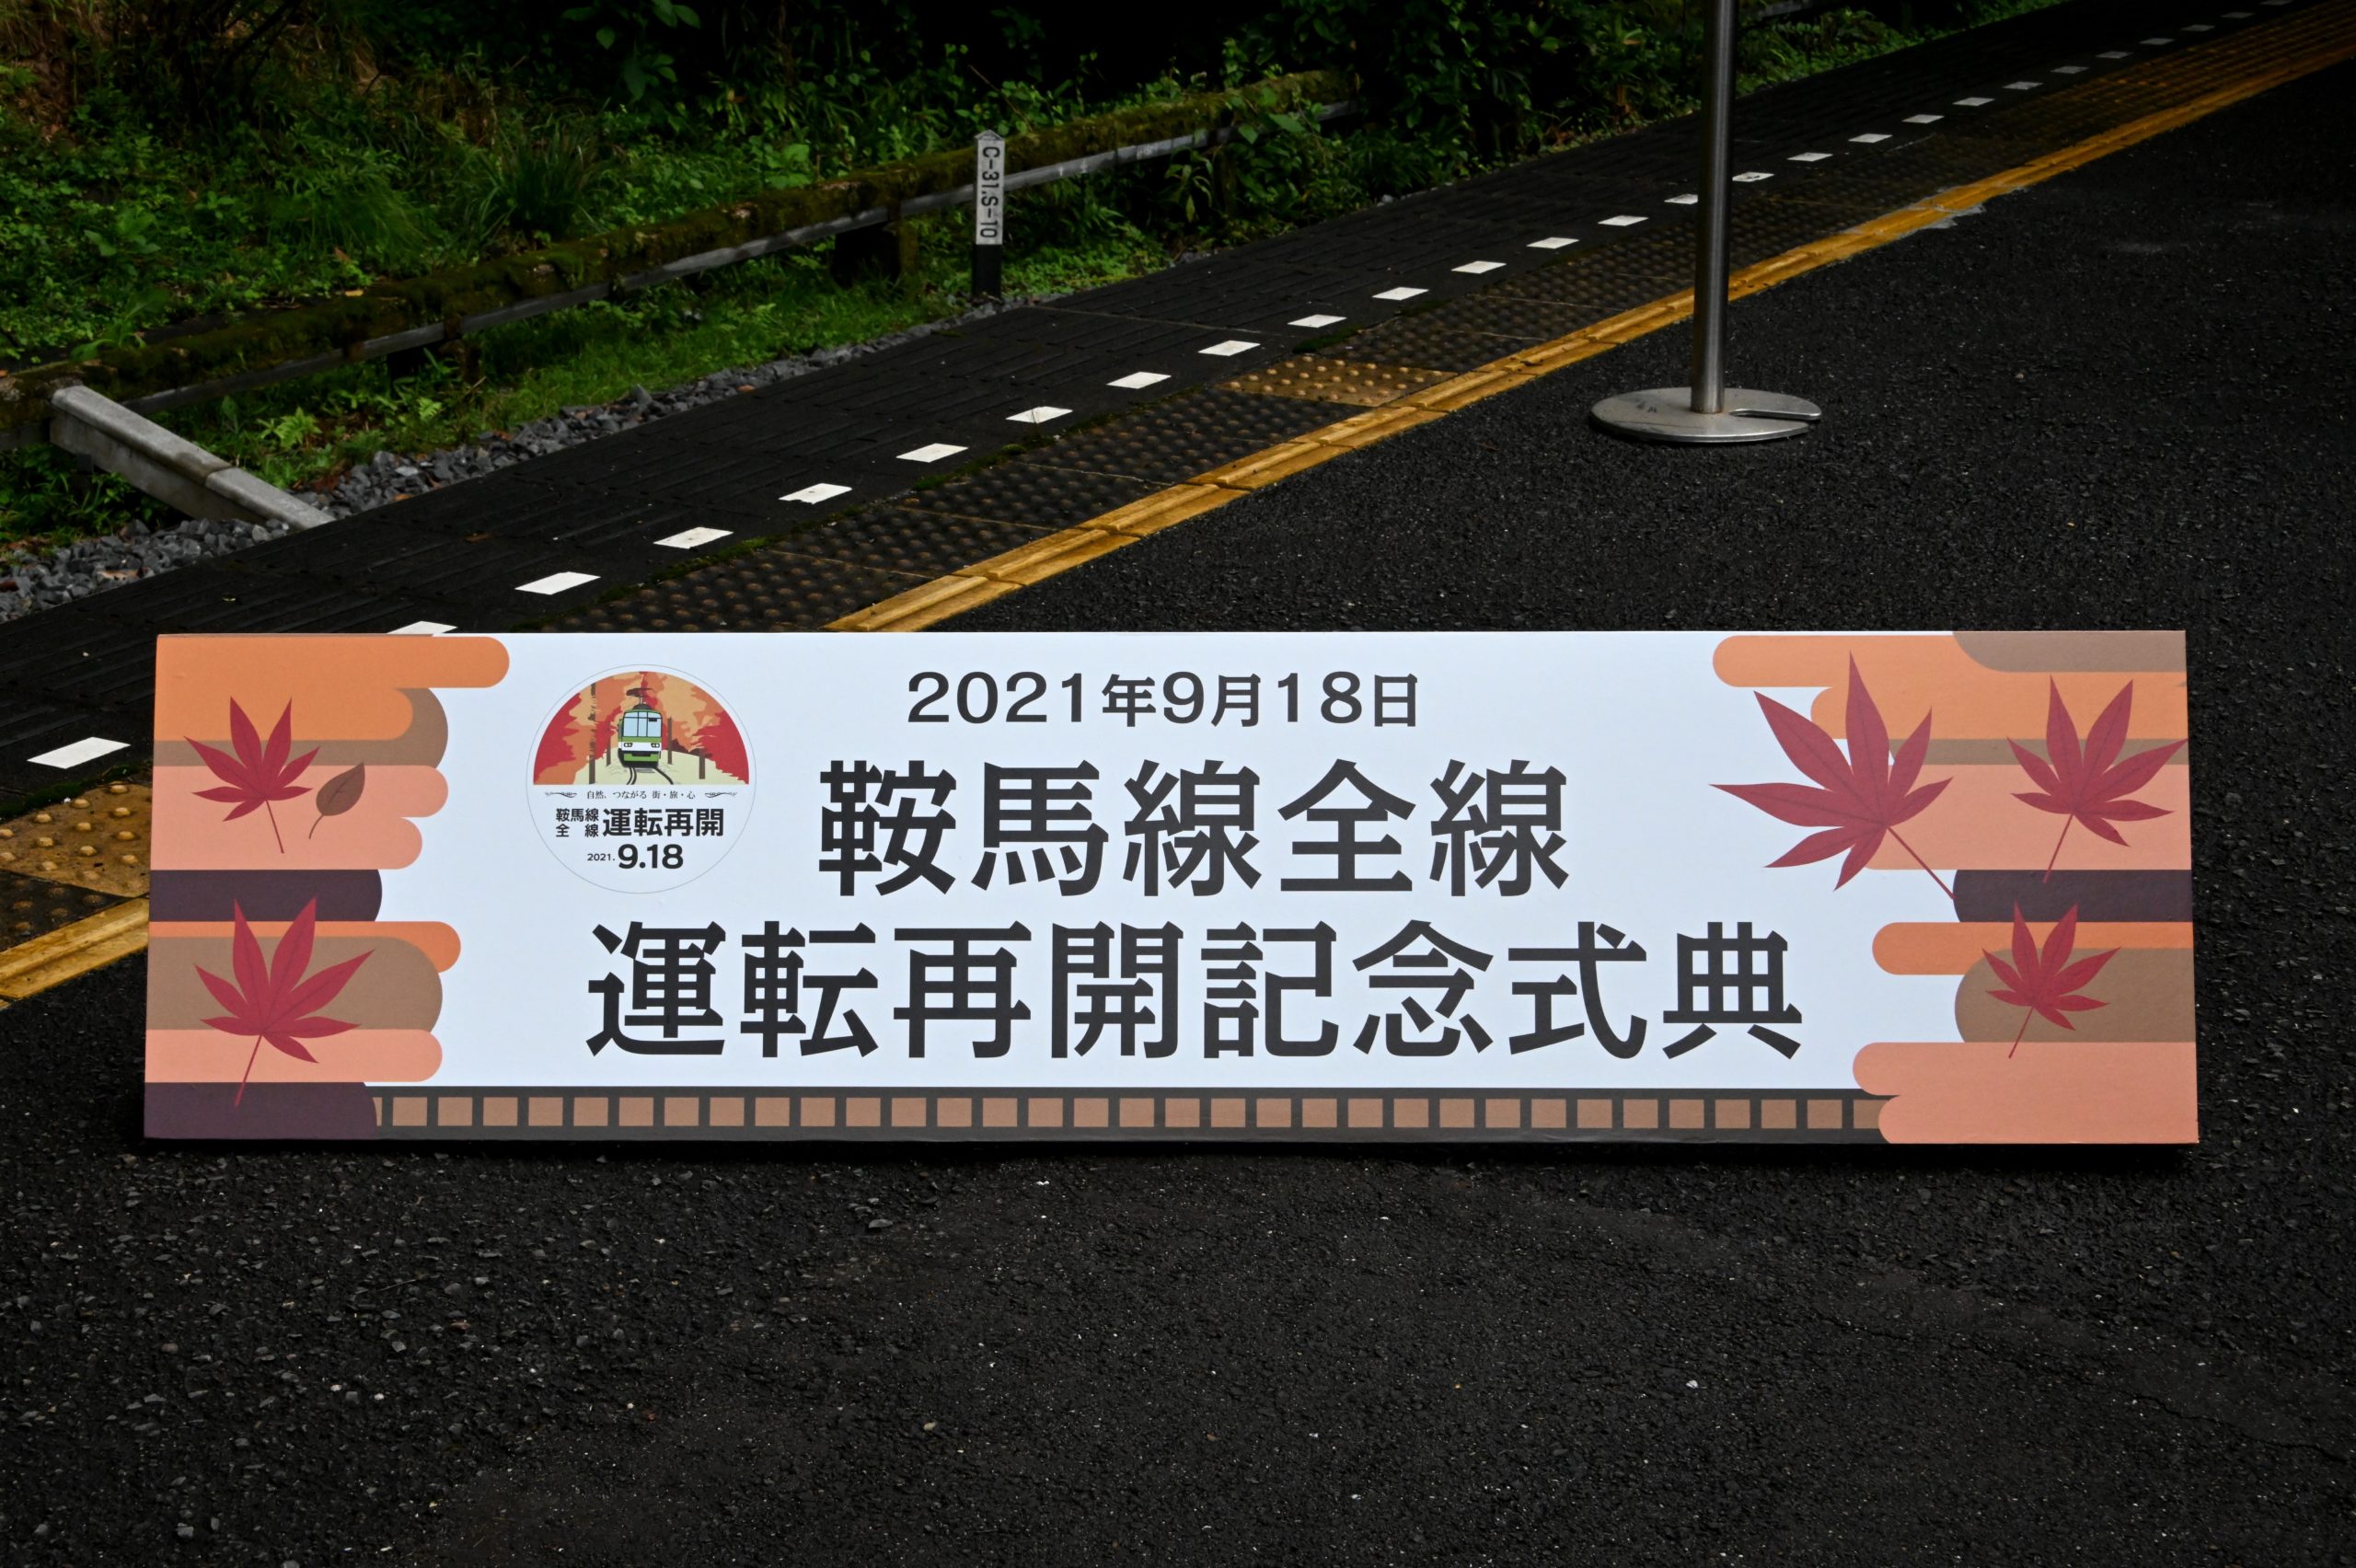 C-31.S-10
2021年9月18日
鞍馬線全線
運転再開記念式典
自然、つながる 街・旅・心
鞍馬線
全線
運転再開
2021. 9.18